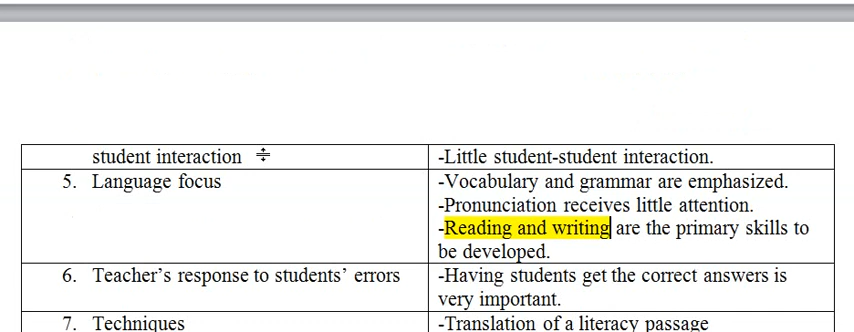 student interaction
-Little student-student interaction.
5. Language focus
-Vocabulary and grammar are emphasized.
-Pronunciation receives little attention.
-Reading and writing are the primary skills to
be developed.
6. Teacher's response to students' errors
-Having students get the correct answers is
very important.
7. Techniques
-Translation of a literacy passage